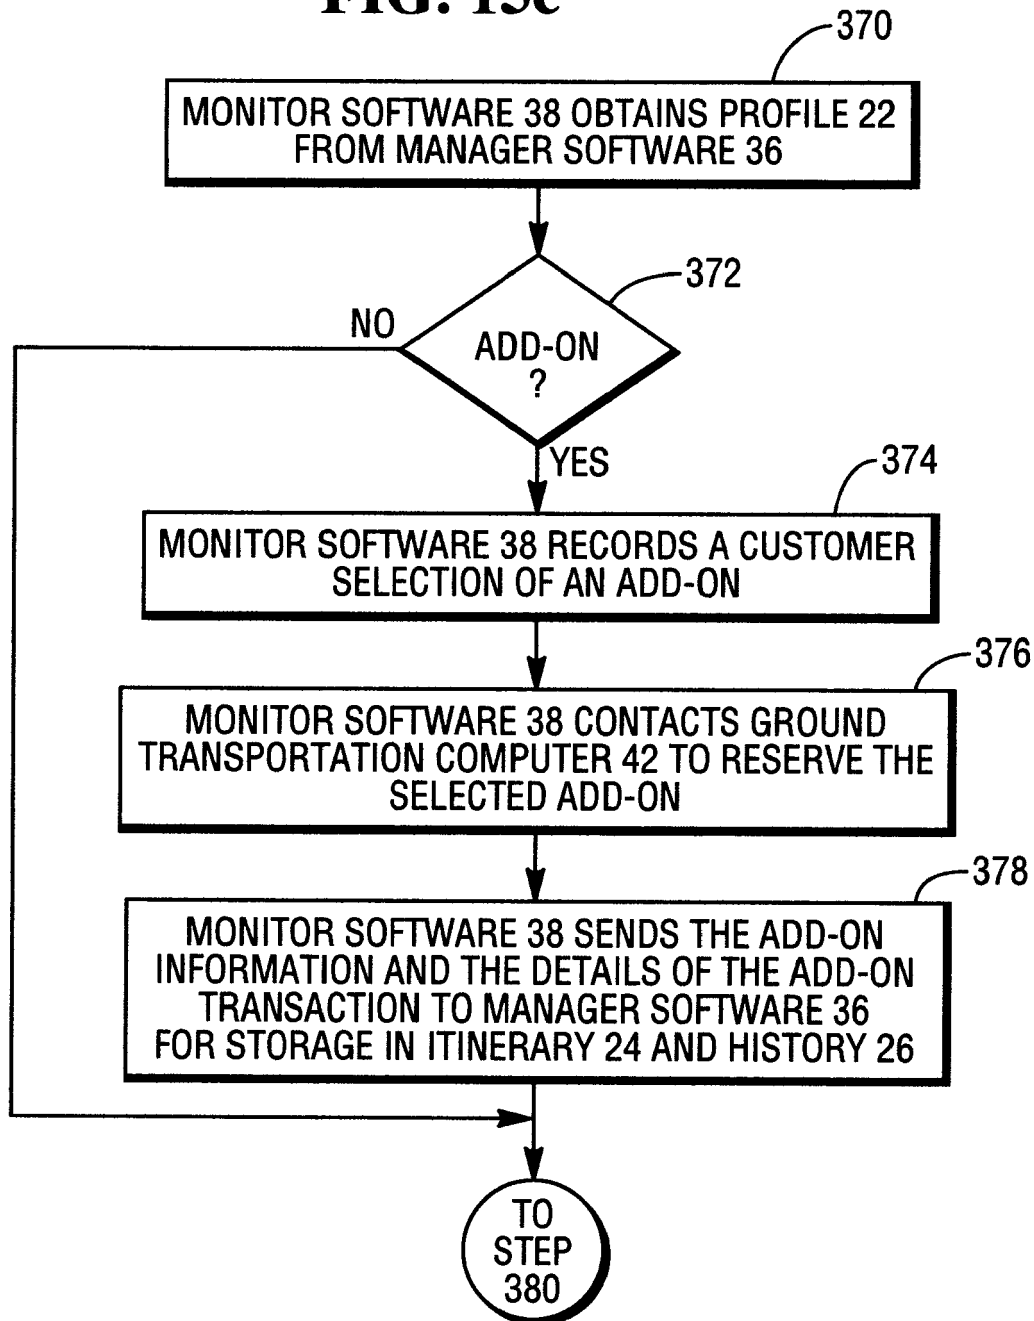 FIG. 13c
370
MONITOR SOFTWARE 38 OBTAINS PROFILE 22
FROM MANAGER SOFTWARE 36
372
NO
ADD-ON
?
YES
374
MONITOR SOFTWARE 38 RECORDS A CUSTOMER
SELECTION OF AN ADD-ON
376
MONITOR SOFTWARE 38 CONTACTS GROUND
TRANSPORTATION COMPUTER 42 TO RESERVE THE
SELECTED ADD-ON
378
MONITOR SOFTWARE 38 SENDS THE ADD-ON
INFORMATION AND THE DETAILS OF THE ADD-ON
TRANSACTION TO MANAGER SOFTWARE 36
FOR STORAGE IN ITINERARY 24 AND HISTORY 26
TO
STEP
380